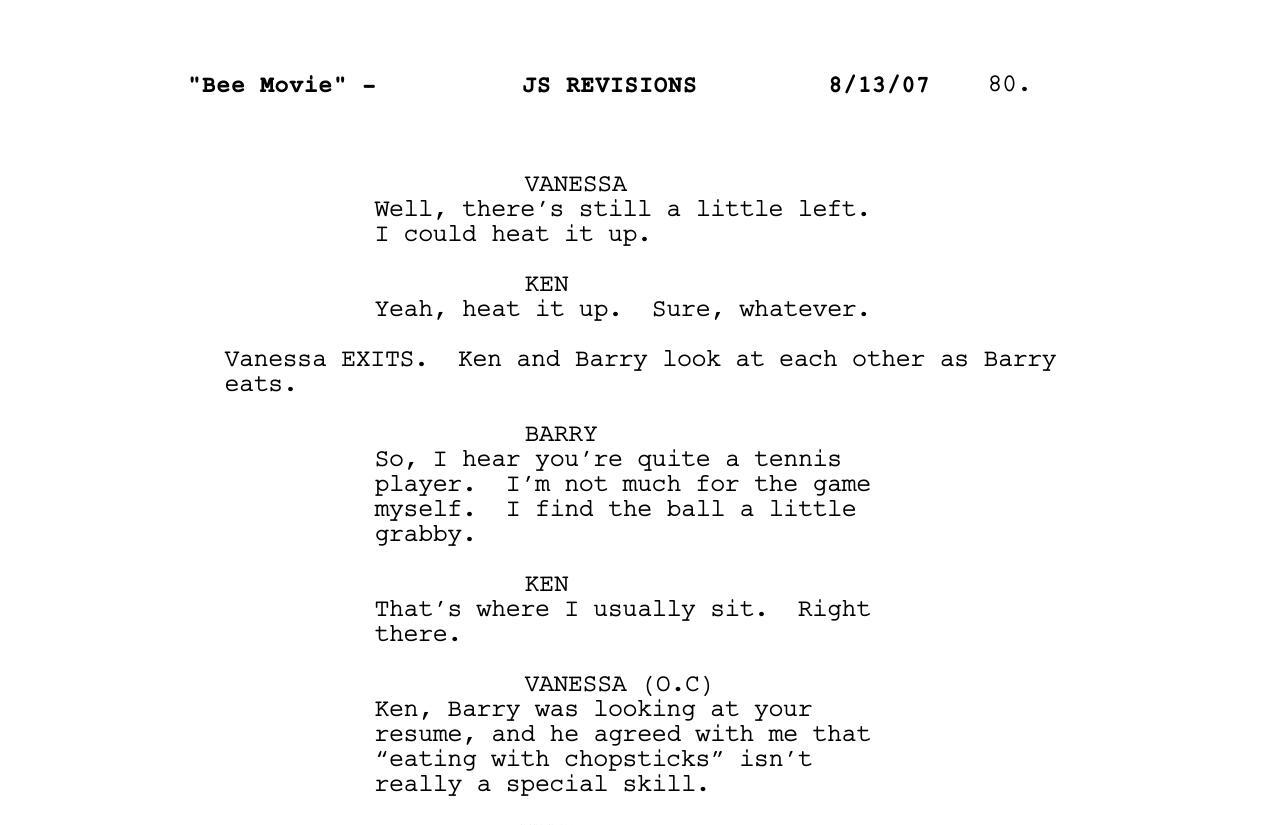 "Bee Movie" - JS REVISIONS 8/13/07 80.
VANESSA
Well, there's still a little left.
I could heat it up.
KEN
Yeah, heat it up.  Sure, whatever.
Vanessa EXITS.  Ken and Barry look at each other as Barry
eats.
BARRY
So, I hear you're quite a tennis
player.  I'm not much for the game
myself.  I find the ball a little
grabby.
KEN
That's where I usually sit.  Right
there.
VANESSA (O.C)
Ken, Barry was looking at your
resume, and he agreed with me that
“eating with chopsticks” isn't
really a special skill.